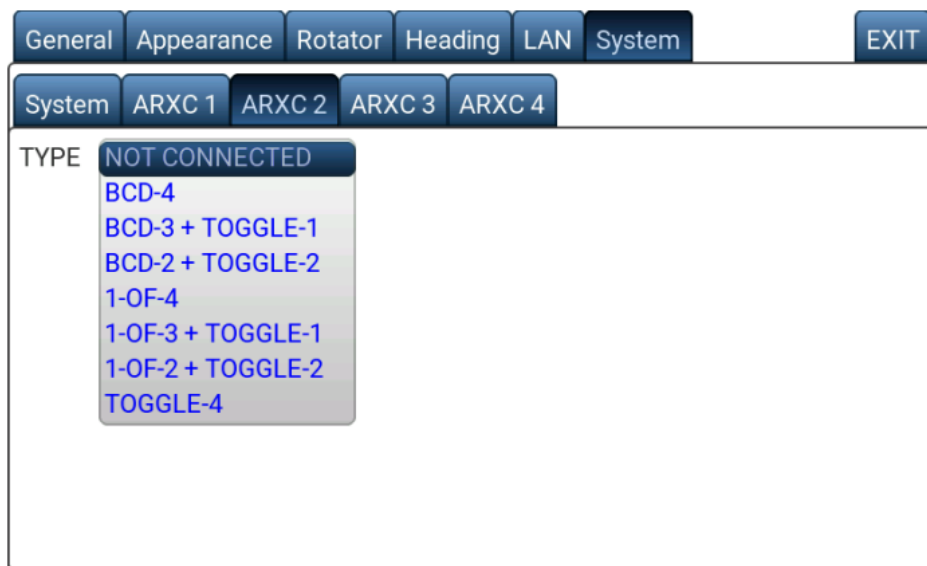 General Appearance Rotator Heading LAN System EXIT
System ARXC 1 ARXC 2 ARXC 3 ARXC 4
TYPE NOT CONNECTED
BCD-4
BCD-3 + TOGGLE-1
BCD-2 + TOGGLE-2
1-OF-4
1-OF-3 + TOGGLE-1
1-OF-2 + TOGGLE-2
TOGGLE-4